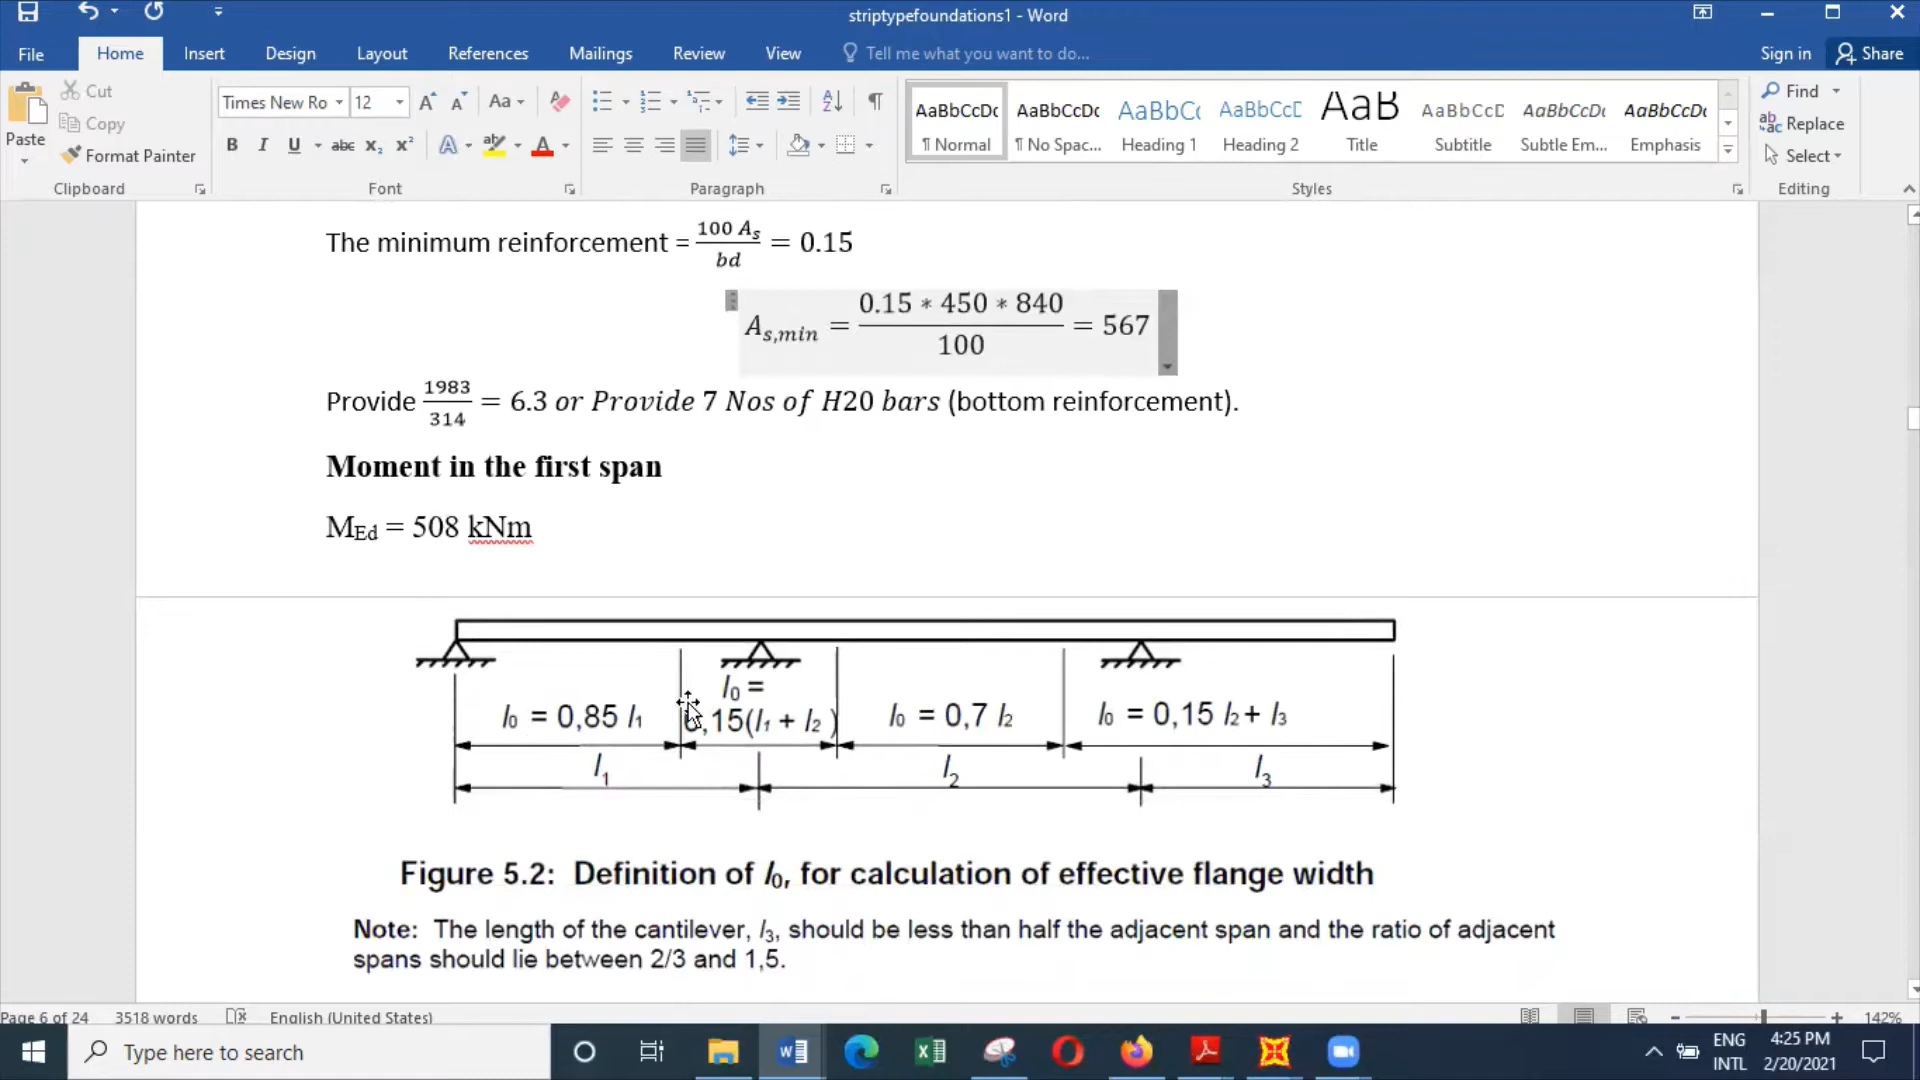 striptypefoundations1 - Word
File Home Insert Design Layout References Mailings Review View Tell me what you want to do... Sign in Share
Paste
Cut
Copy
Format Painter
Clipboard
Times New Ro 12
Font
Paragraph
AaBbCcDc AaBbCcDc AaBbCc AaBbCcE AaB AaBbCcD AaBbCcDc AaBbCcDc
¶ Normal ¶ No Spac... Heading 1 Heading 2 Title Subtitle Subtle Em... Emphasis
Styles
Find
Replace
Select
Editing
The minimum reinforcement = 100 As / bd = 0.15
As,min = 0.15 * 450 * 840 / 100 = 567
Provide 1983/314 = 6.3 or Provide 7 Nos of H20 bars (bottom reinforcement).
Moment in the first span
MEd = 508 kNm
l0 =
l0 = 0,85 l1 0,15(l1 + l2 ) l0 = 0,7 l2 l0 = 0,15 l2 + l3
l1 l2 l3
Figure 5.2: Definition of l0, for calculation of effective flange width
Note: The length of the cantilever, l3, should be less than half the adjacent span and the ratio of adjacent
spans should lie between 2/3 and 1,5.
Page 6 of 24 3518 words English (United States) 142%
Type here to search
ENG
INTL
4:25 PM
2/20/2021